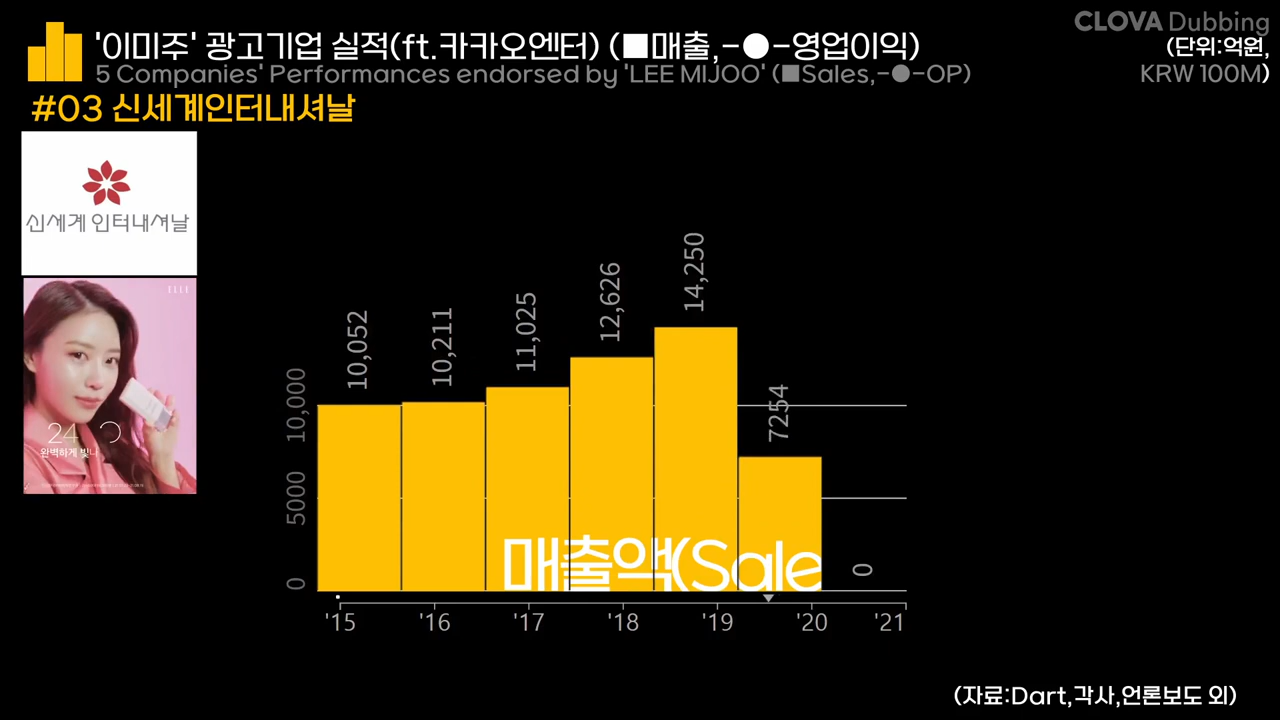 CLOVA Dubbing
'이미주' 광고기업 실적(ft.카카오엔터) (■매출,-●-영업이익)
(단위:억원,
5 Companies' Performances endorsed by 'LEE MIJOO' (■Sales,-●-OP)
KRW 100M)
#03 신세계인터내셔날
신세계 인터내셔날
ELLE
24
완벽하게 빛나
10,052
10,211
11,025
12,626
14,250
7254
0
10,000
5000
0
매출액(Sale
'15 '16 '17 '18 '19 '20 '21
(자료:Dart,각사,언론보도 외)